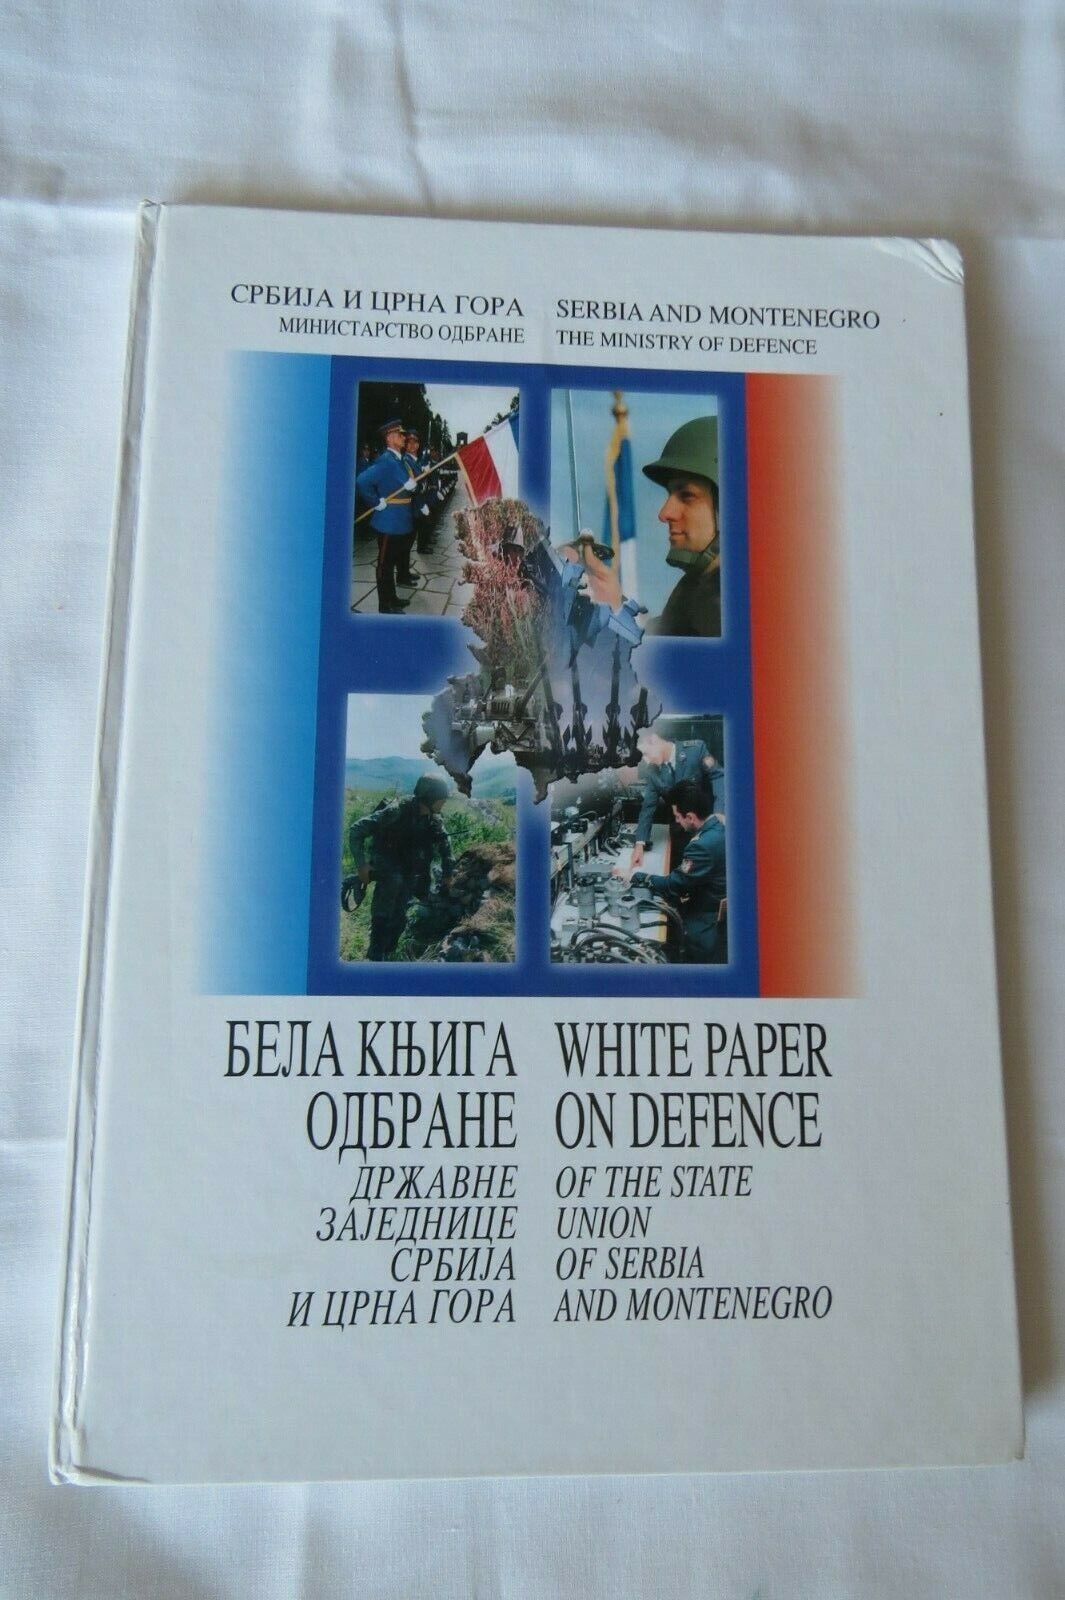 СРБИЈА И ЦРНА ГОРА
МИНИСТАРСТВО ОДБРАНЕ
SERBIA AND MONTENEGRO
THE MINISTRY OF DEFENCE
БЕЛА КЊИГА
ОДБРАНЕ
ДРЖАВНЕ
ЗАЈЕДНИЦЕ
СРБИЈА
И ЦРНА ГОРА
WHITE PAPER
ON DEFENCE
OF THE STATE
UNION
OF SERBIA
AND MONTENEGRO